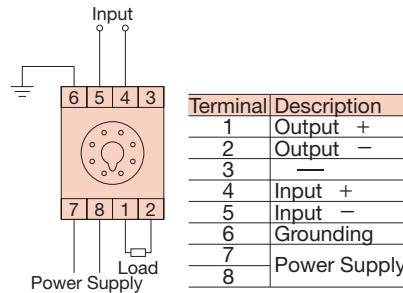 Input
6 5 4 3
7 8 1 2
Load
Power Supply
Terminal Description
1 Output +
2 Output −
3 —
4 Input +
5 Input −
6 Grounding
7 Power Supply
8